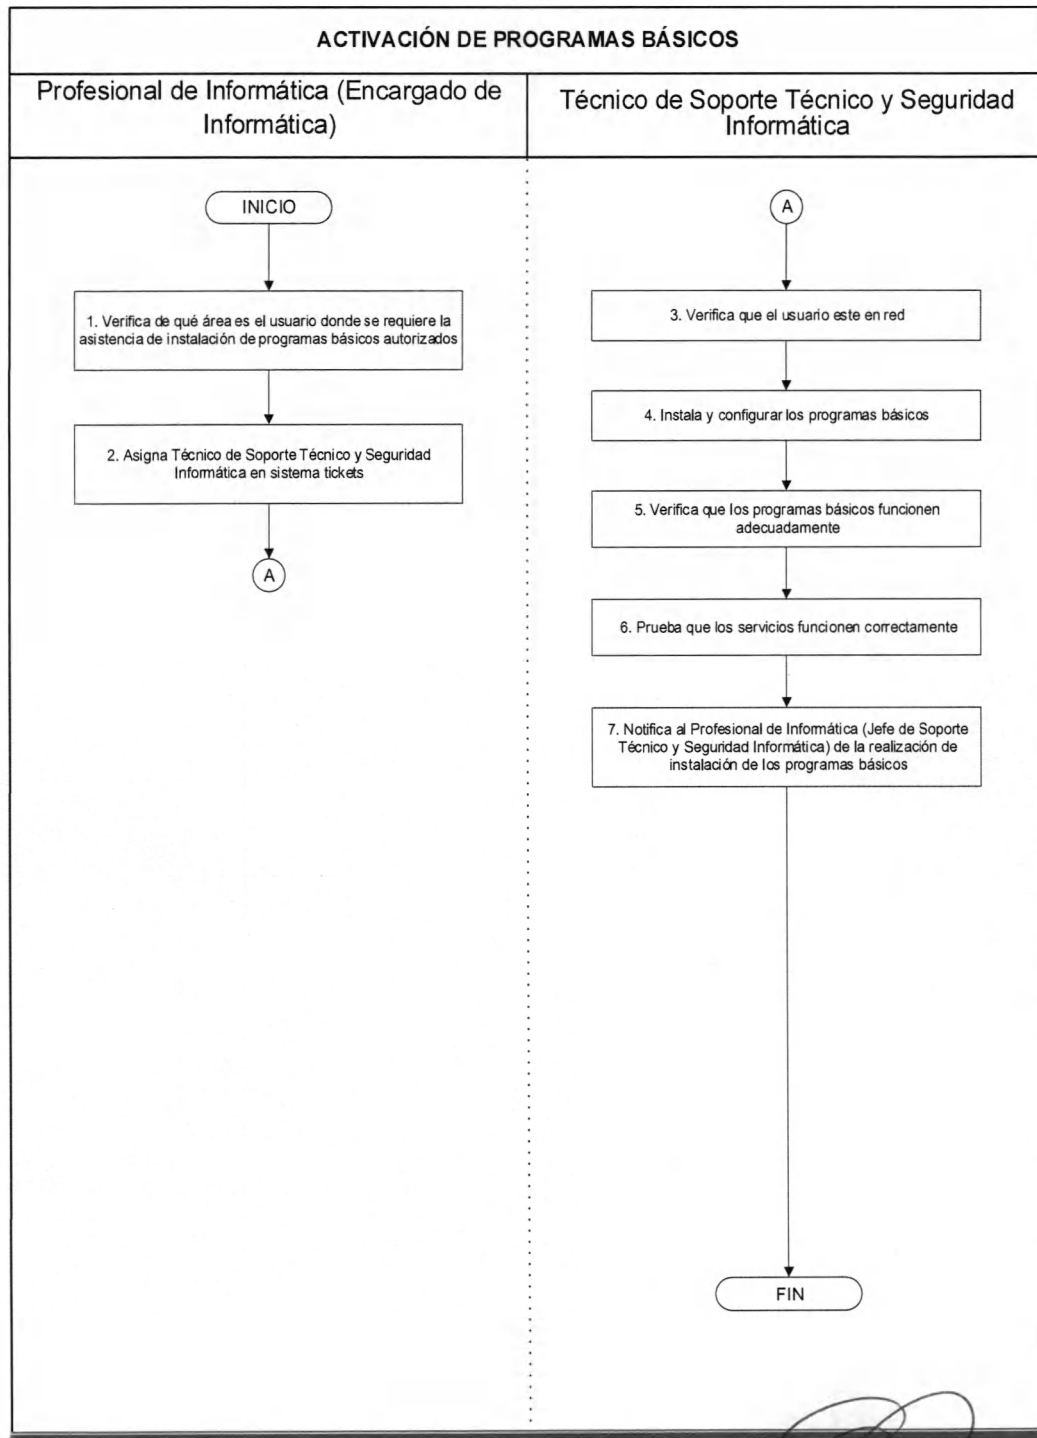 ACTIVACIÓN DE PROGRAMAS BÁSICOS
Profesional de Informática (Encargado de
Informática)
Técnico de Soporte Técnico y Seguridad
Informática
INICIO
1. Verifica de qué área es el usuario donde se requiere la
asistencia de instalación de programas básicos autorizados
2. Asigna Técnico de Soporte Técnico y Seguridad
Informática en sistema tickets
A
A
3. Verifica que el usuario este en red
4. Instala y configurar los programas básicos
5. Verifica que los programas básicos funcionen
adecuadamente
6. Prueba que los servicios funcionen correctamente
7. Notifica al Profesional de Informática (Jefe de Soporte
Técnico y Seguridad Informática) de la realización de
instalación de los programas básicos
FIN